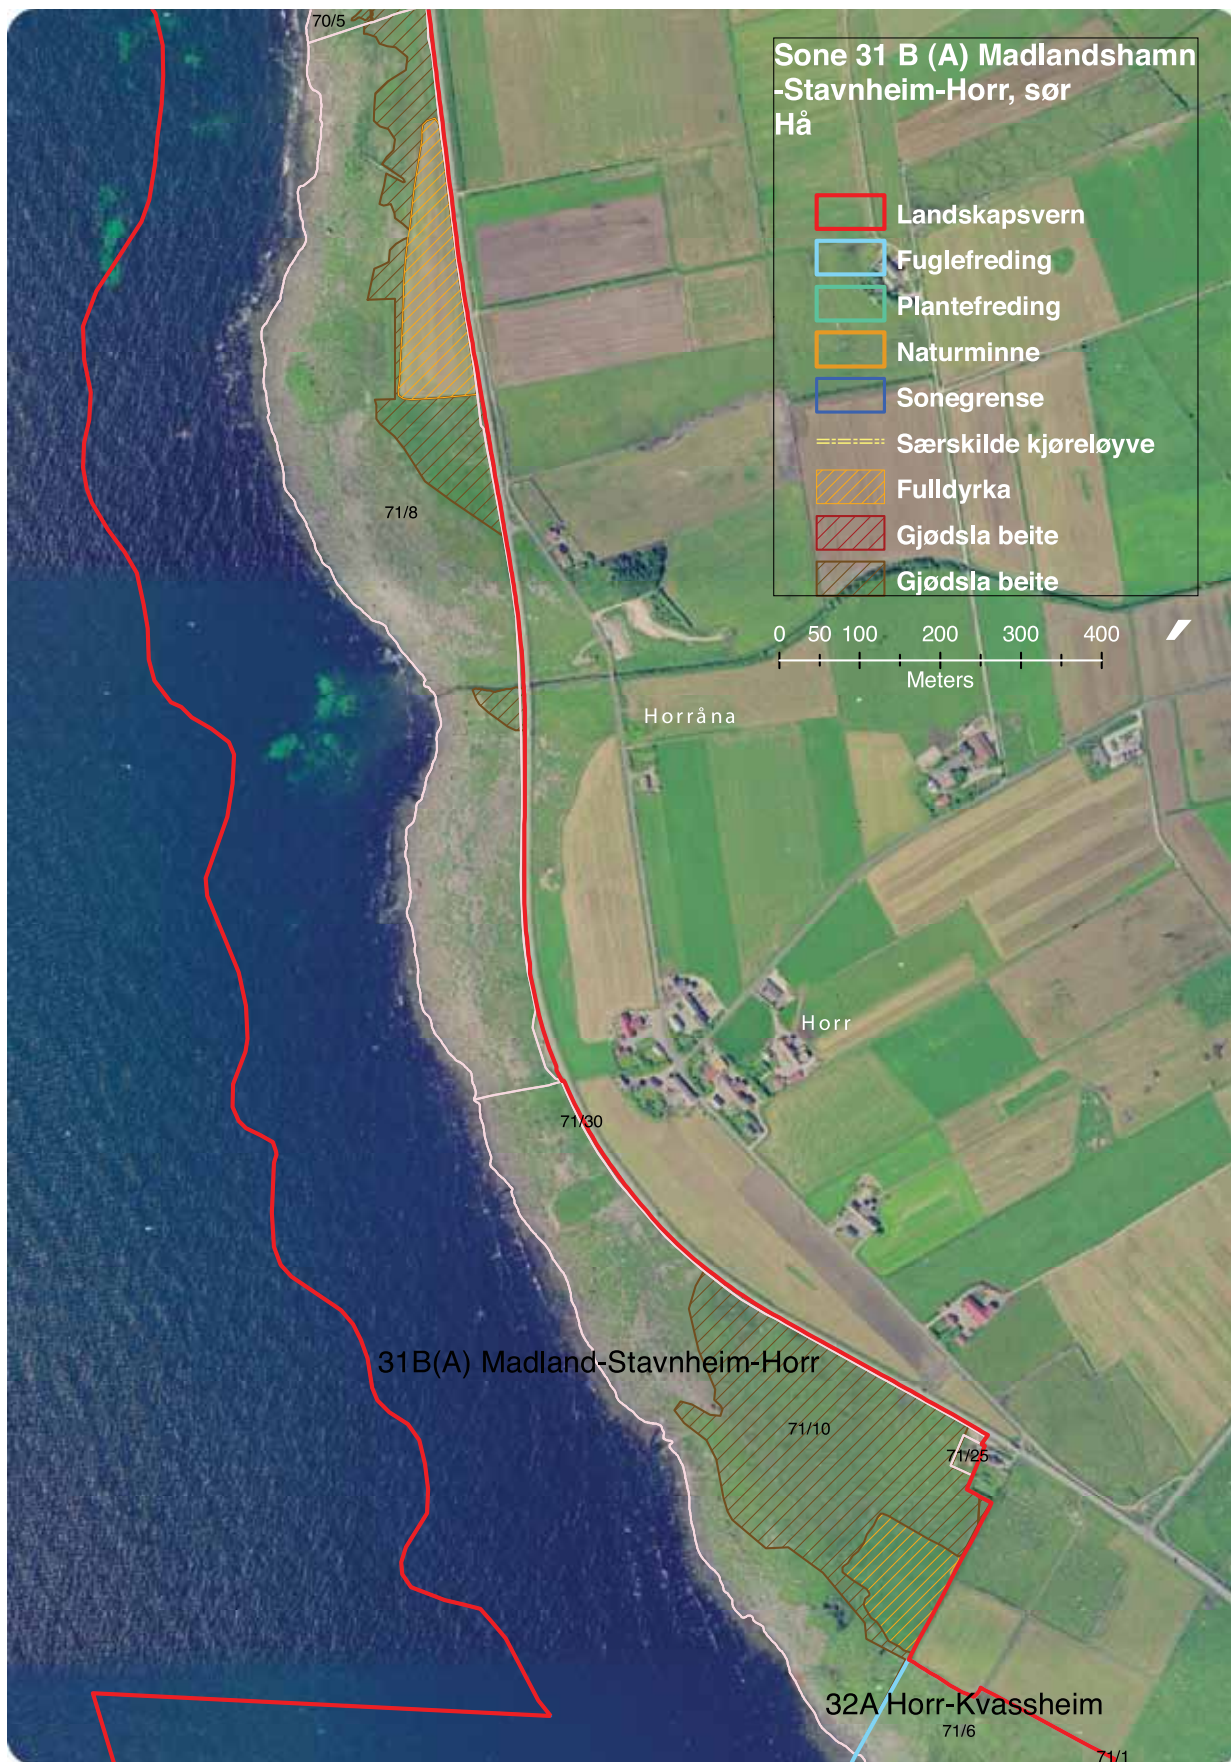 70/5
Sone 31 B (A) Madlandshamn
-Stavnheim-Horr, sør
Hå
Landskapsvern
Fuglefreding
Plantefreding
Naturminne
Sonegrense
Særskilde kjøreløyve
Fulldyrka
Gjødsla beite
Gjødsla beite
71/8
0 50 100 200 300 400
Meters
Horråna
Horr
71/30
31B(A) Madland-Stavnheim-Horr
71/10
71/25
32A Horr-Kvassheim
71/6
71/1